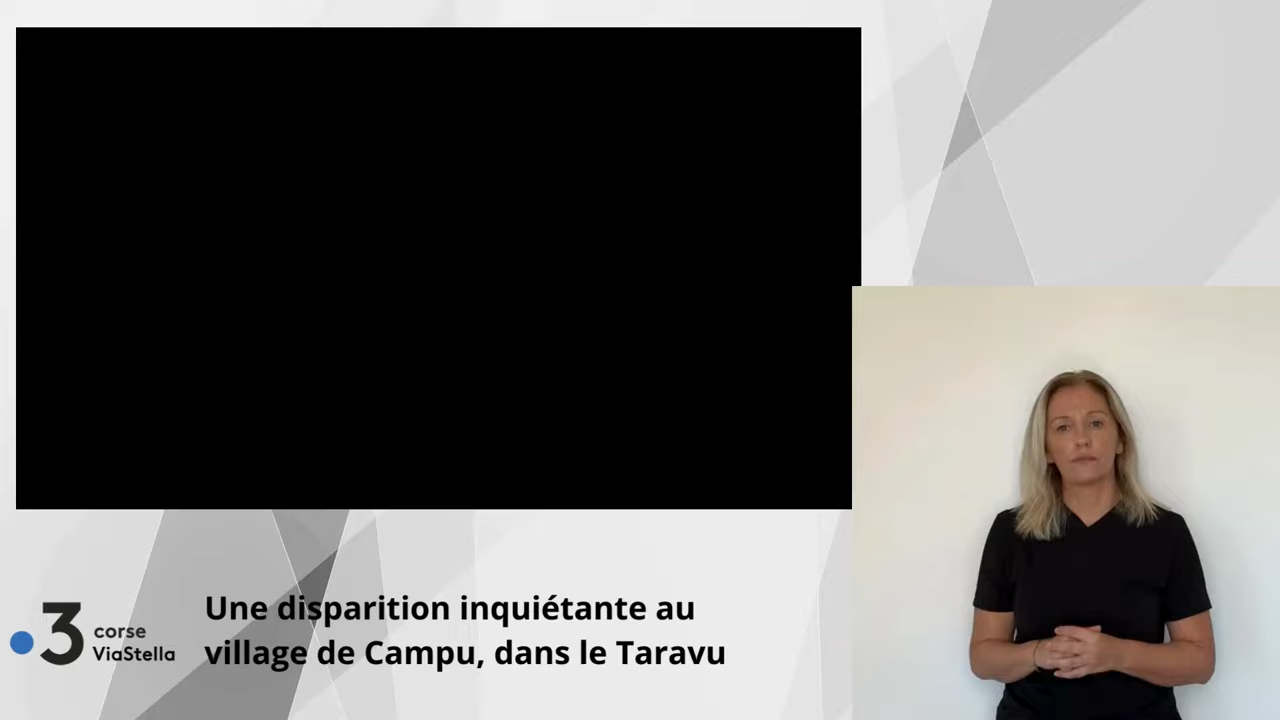 3 corse
ViaStella
Une disparition inquiétante au
village de Campu, dans le Taravu